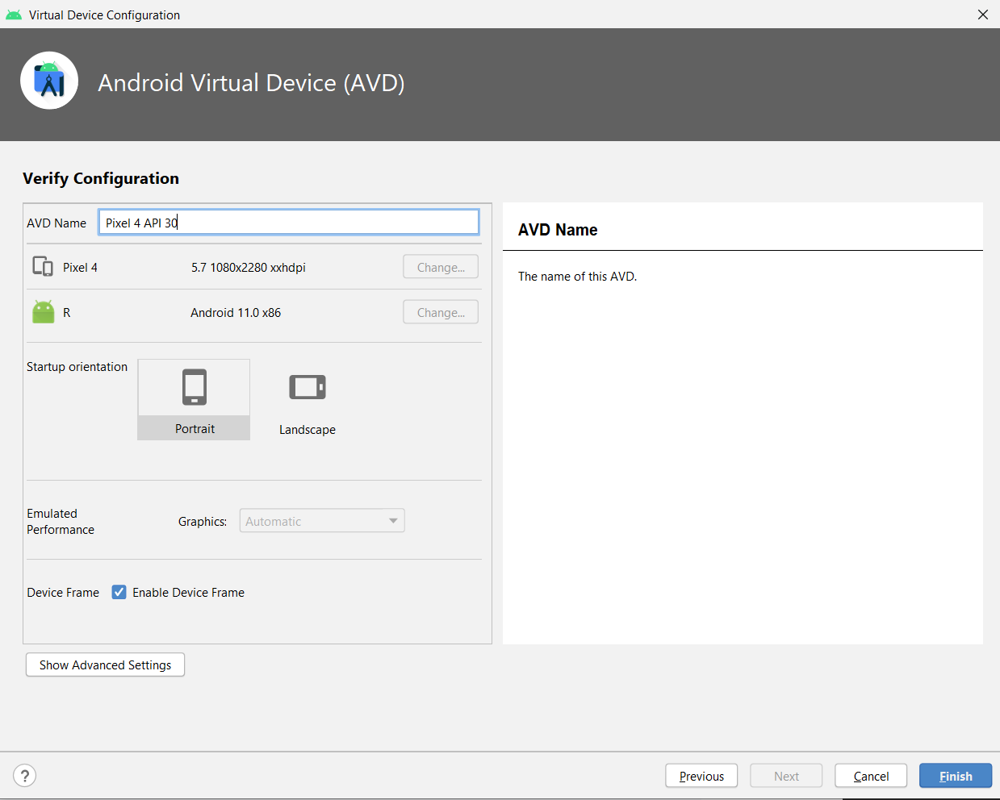 Virtual Device Configuration
Android Virtual Device (AVD)
Verify Configuration
AVD Name
Pixel 4 API 30
Pixel 4
5.7 1080x2280 xxhdpi
Change...
R
Android 11.0 x86
Change...
Startup orientation
Portrait
Landscape
Emulated
Performance
Graphics:
Automatic
Device Frame
Enable Device Frame
Show Advanced Settings
AVD Name
The name of this AVD.
?
Previous
Next
Cancel
Finish